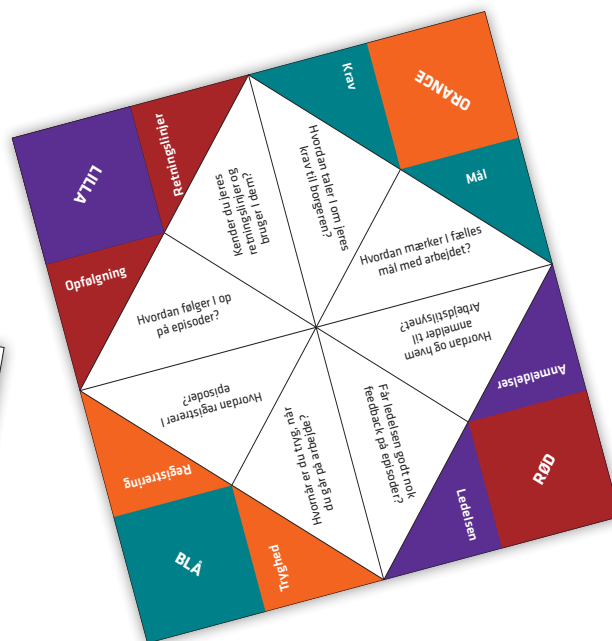 LILLA
Retningslinjer
Opfølgning
Kender du jeres
retningslinjer og
bruger I dem?
Hvordan følger I op
på episoder?
Krav
ORANGE
Mål
Hvordan taler I om jeres
krav til borgeren?
Hvordan mærker I fælles
mål med arbejdet?
Hvordan og hvem
anmelder til
Arbejdstilsynet?
Anmeldelser
RØD
Ledelsen
Får ledelsen godt nok
feedback på episoder?
Hvornår er du tryg, når
du går på arbejde?
Tryghed
BLÅ
Registrering
Hvordan registrerer I
episoder?